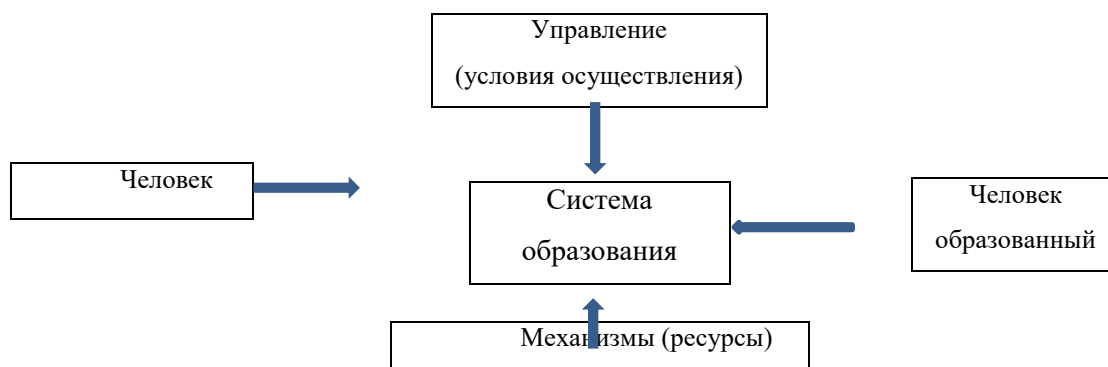 Управление
(условия осуществления)
Человек
Система
образования
Человек
образованный
Механизмы (ресурсы)